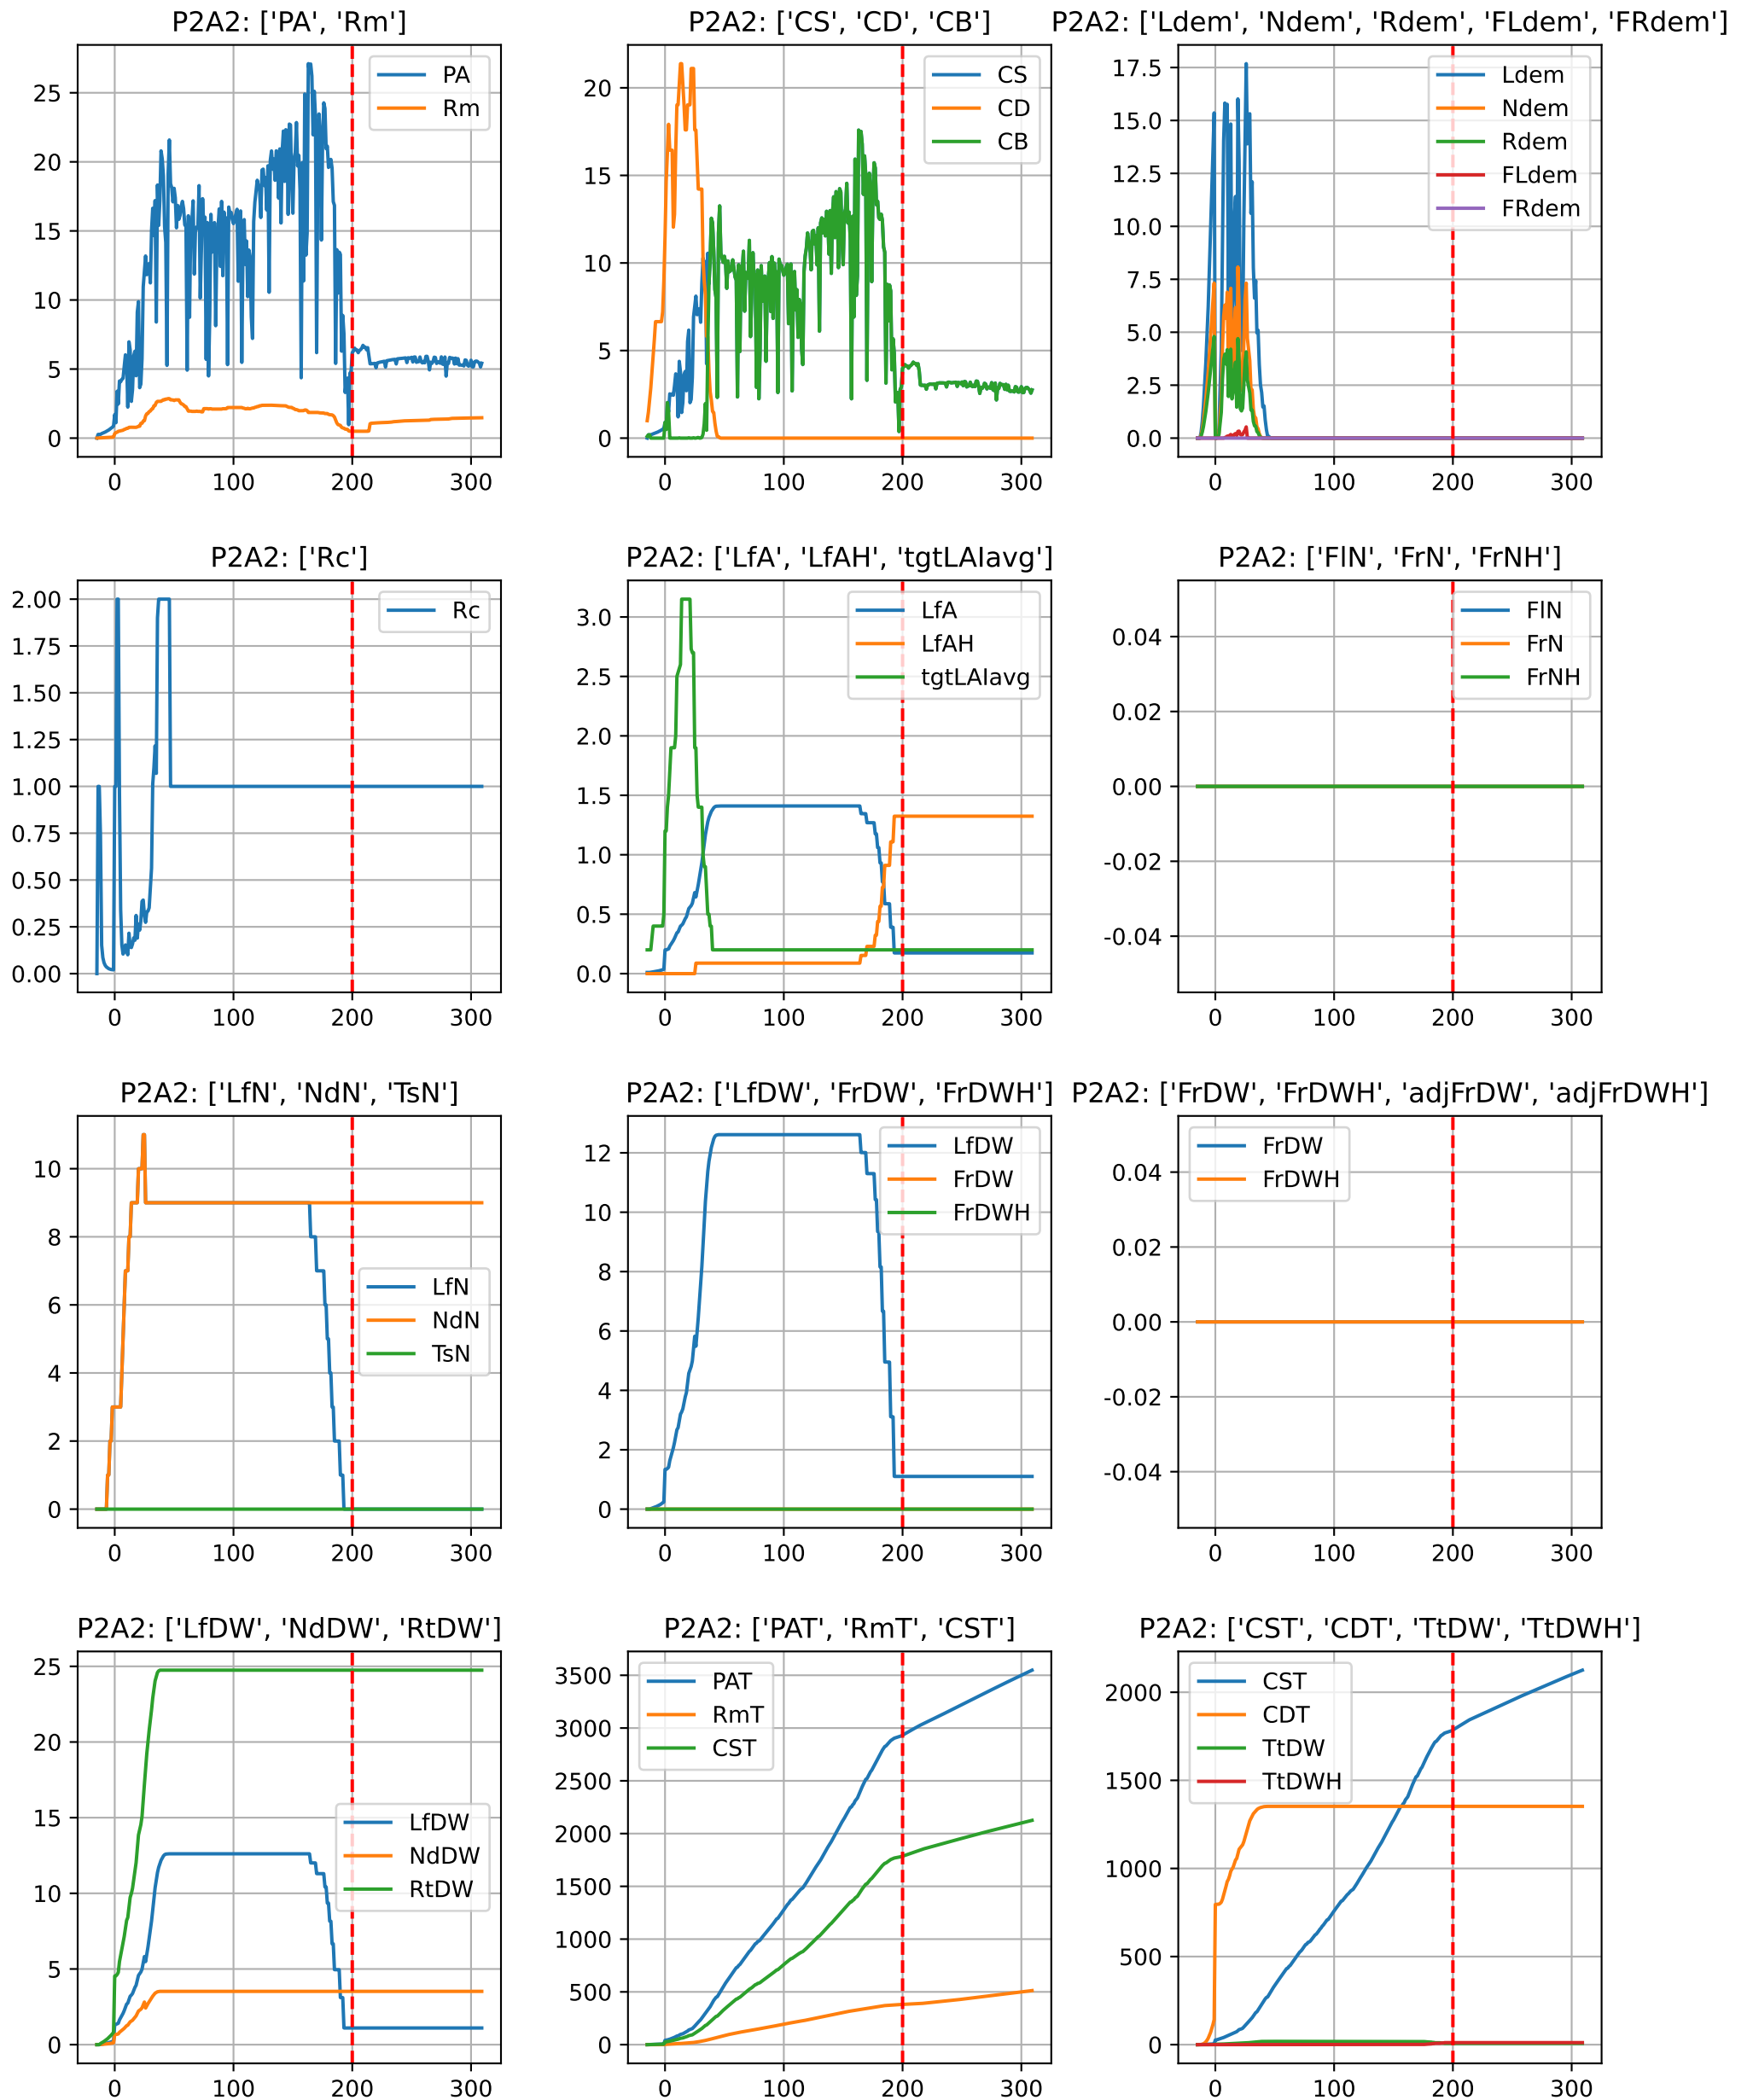 P2A2: ['PA', 'Rm']
25
20
15
10
5
0
0 100 200 300
PA
Rm
P2A2: ['CS', 'CD', 'CB']
20
15
10
5
0
0 100 200 300
CS
CD
CB
P2A2: ['Ldem', 'Ndem', 'Rdem', 'FLdem', 'FRdem']
17.5
15.0
12.5
10.0
7.5
5.0
2.5
0.0
0 100 200 300
Ldem
Ndem
Rdem
FLdem
FRdem
P2A2: ['Rc']
2.00
1.75
1.50
1.25
1.00
0.75
0.50
0.25
0.00
0 100 200 300
Rc
P2A2: ['LfA', 'LfAH', 'tgtLAIavg']
3.0
2.5
2.0
1.5
1.0
0.5
0.0
0 100 200 300
LfA
LfAH
tgtLAIavg
P2A2: ['FlN', 'FrN', 'FrNH']
0.04
0.02
0.00
-0.02
-0.04
0 100 200 300
FlN
FrN
FrNH
P2A2: ['LfN', 'NdN', 'TsN']
10
8
6
4
2
0
0 100 200 300
LfN
NdN
TsN
P2A2: ['LfDW', 'FrDW', 'FrDWH']
12
10
8
6
4
2
0
0 100 200 300
LfDW
FrDW
FrDWH
P2A2: ['FrDW', 'FrDWH', 'adjFrDW', 'adjFrDWH']
0.04
0.02
0.00
-0.02
-0.04
0 100 200 300
FrDW
FrDWH
P2A2: ['LfDW', 'NdDW', 'RtDW']
25
20
15
10
5
0
0 100 200 300
LfDW
NdDW
RtDW
P2A2: ['PAT', 'RmT', 'CST']
3500
3000
2500
2000
1500
1000
500
0
0 100 200 300
PAT
RmT
CST
P2A2: ['CST', 'CDT', 'TtDW', 'TtDWH']
2000
1500
1000
500
0
0 100 200 300
CST
CDT
TtDW
TtDWH